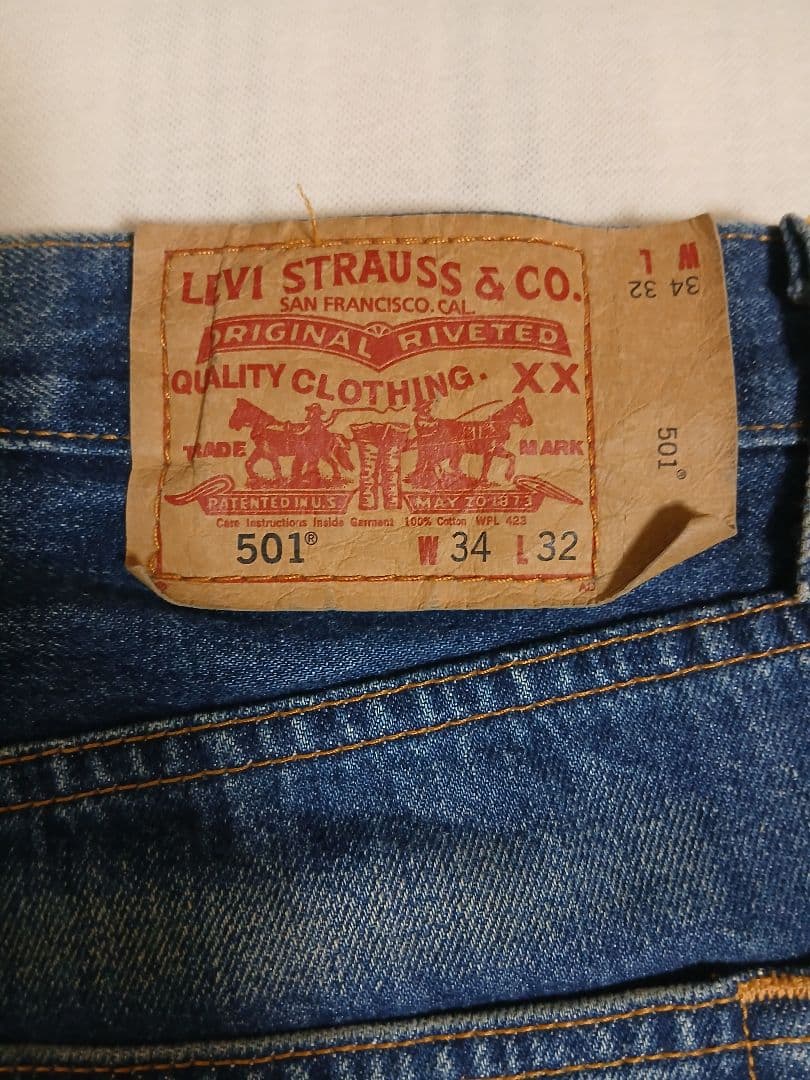 LEVI STRAUSS & CO.
SAN FRANCISCO. CAL.
ORIGINAL RIVETED
QUALITY CLOTHING. XX
TRADE MARK
PATENTED IN U.S. MAY 20 1873
Care Instructions Inside Garment 100% Cotton WPL 423
501® W 34 L 32
W L
34 32
501®